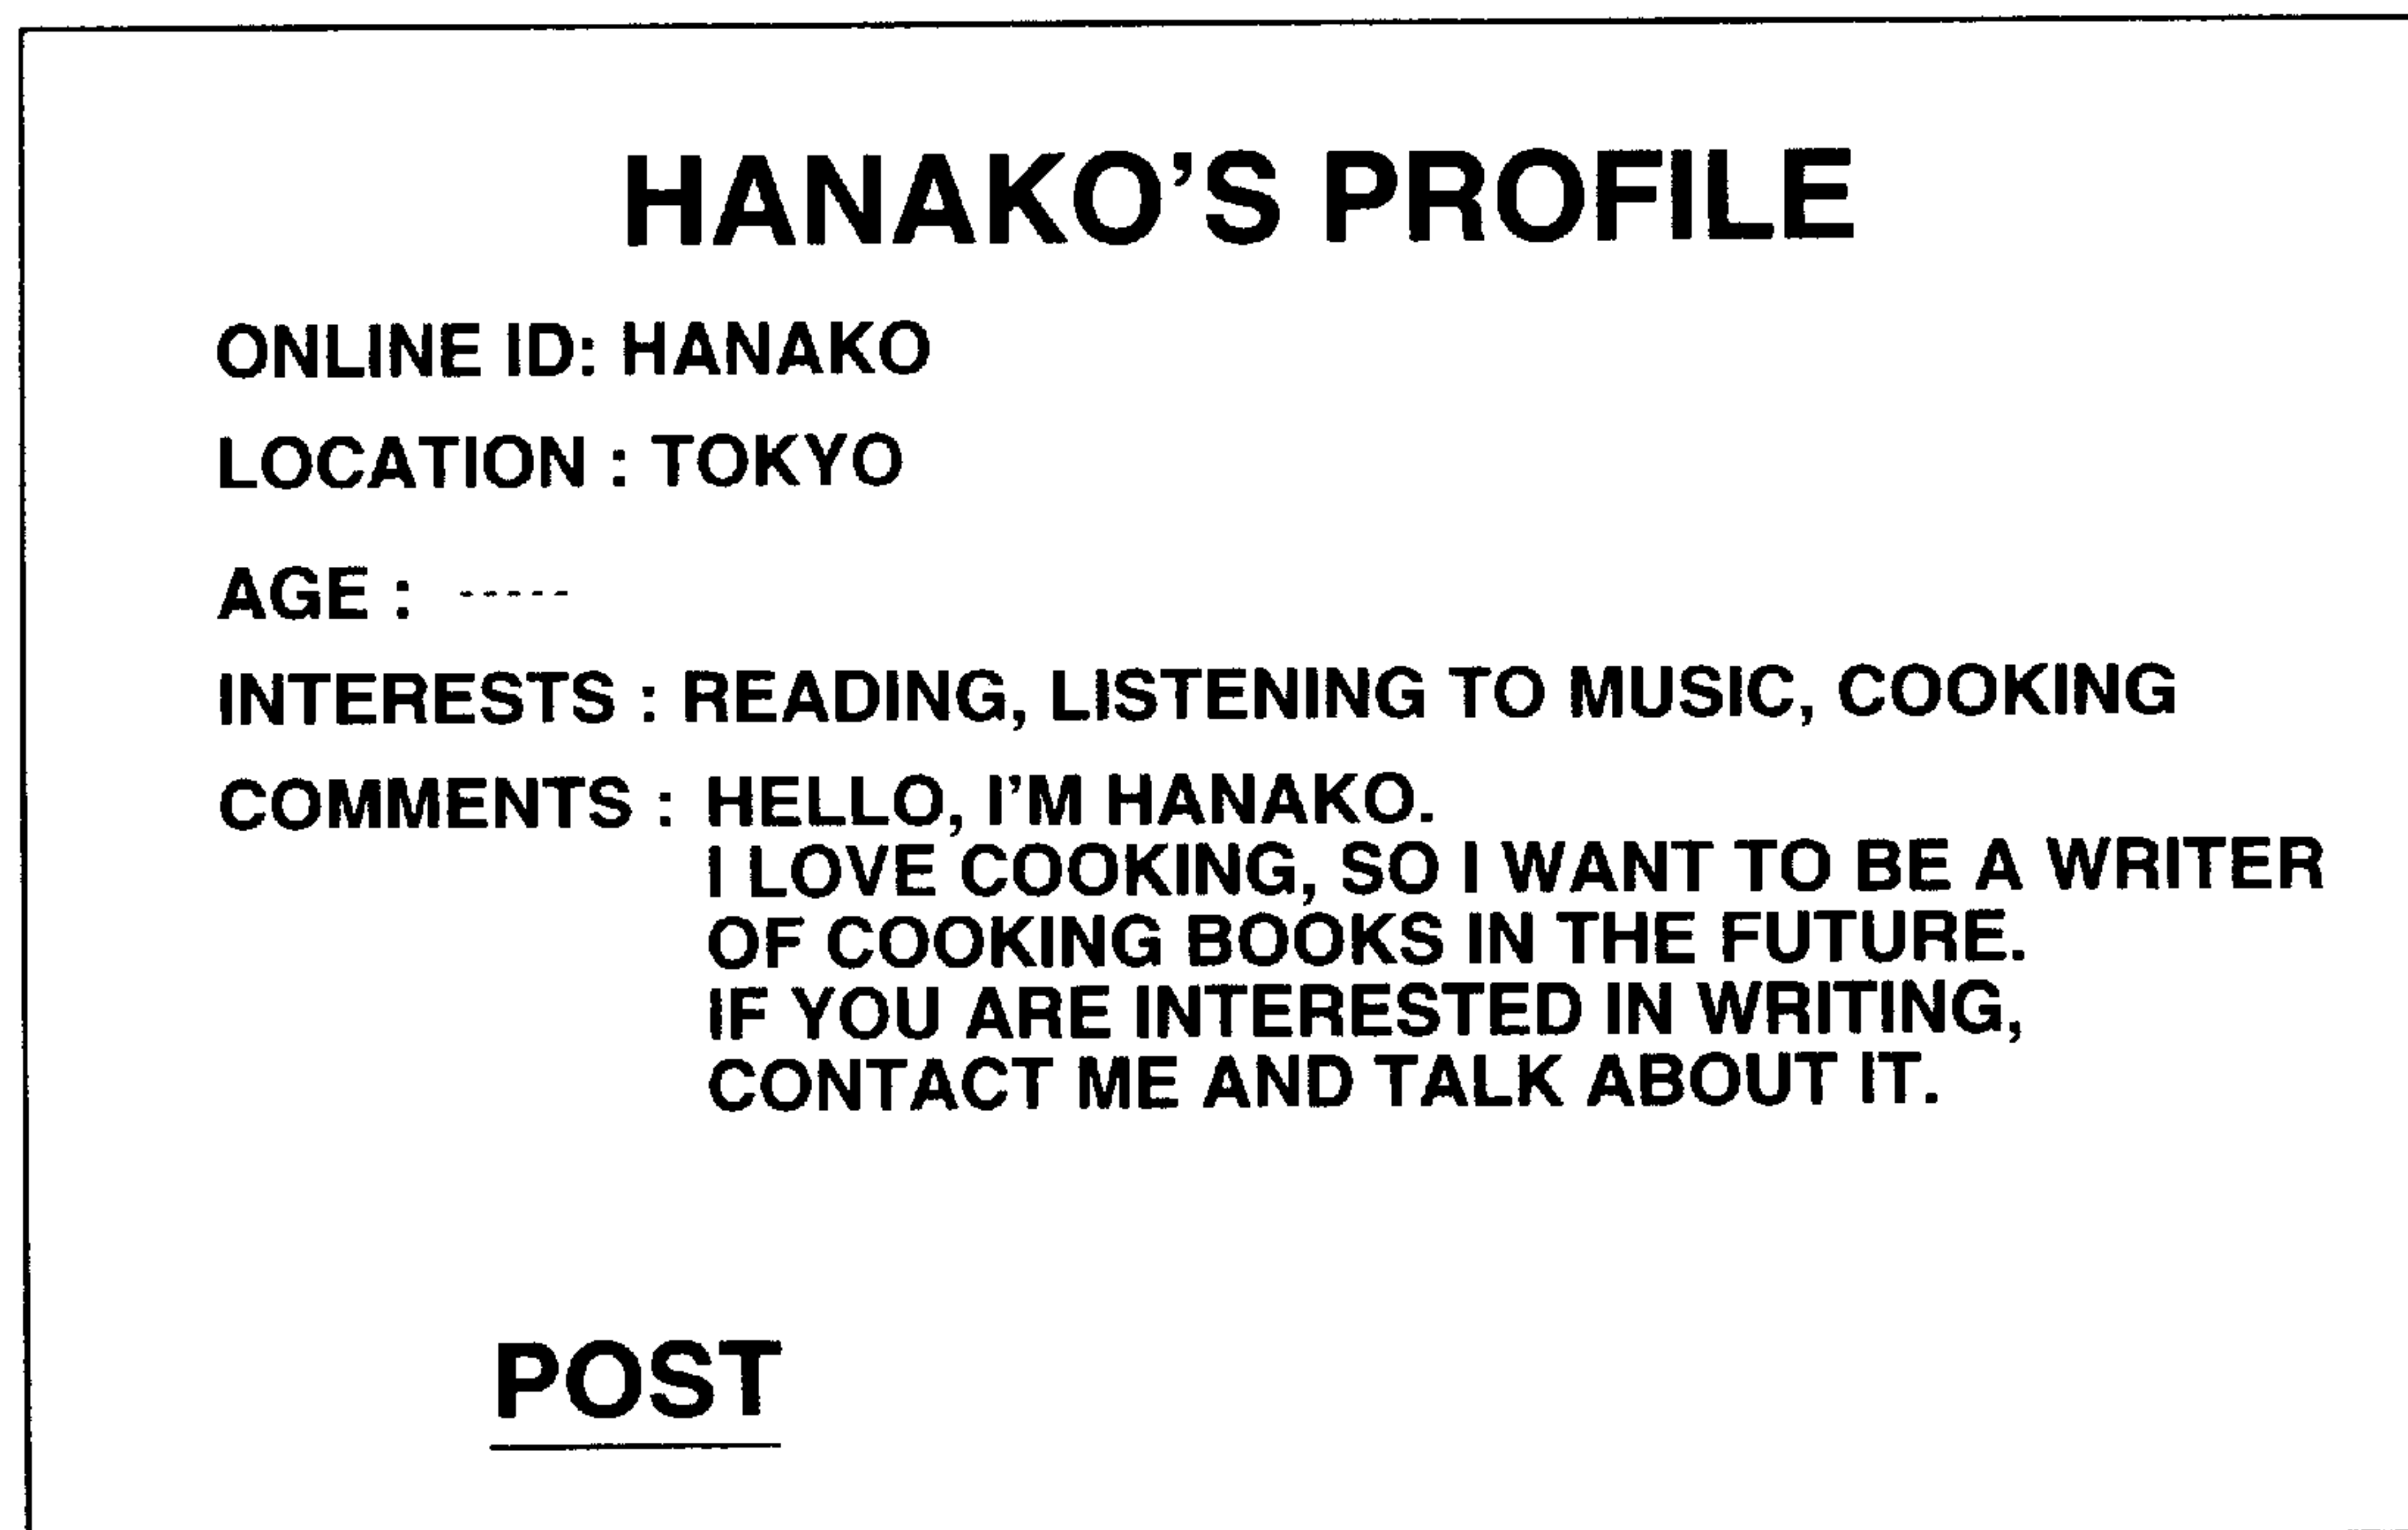 HANAKO'S PROFILE
ONLINE ID: HANAKO
LOCATION : TOKYO
AGE : -----
INTERESTS : READING, LISTENING TO MUSIC, COOKING
COMMENTS : HELLO, I'M HANAKO.
I LOVE COOKING, SO I WANT TO BE A WRITER
OF COOKING BOOKS IN THE FUTURE.
IF YOU ARE INTERESTED IN WRITING,
CONTACT ME AND TALK ABOUT IT.
POST